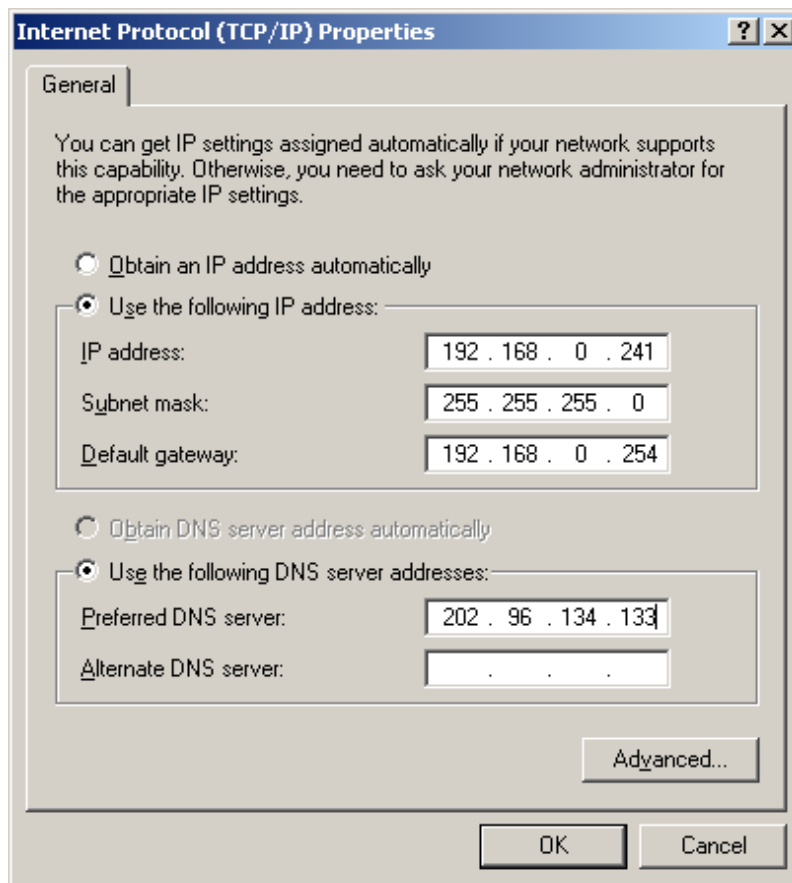 Internet Protocol (TCP/IP) Properties
General
You can get IP settings assigned automatically if your network supports
this capability. Otherwise, you need to ask your network administrator for
the appropriate IP settings.
Obtain an IP address automatically
Use the following IP address:
IP address: 192 . 168 . 0 . 241
Subnet mask: 255 . 255 . 255 . 0
Default gateway: 192 . 168 . 0 . 254
Obtain DNS server address automatically
Use the following DNS server addresses:
Preferred DNS server: 202 . 96 . 134 . 133
Alternate DNS server: . . .
Advanced...
OK Cancel